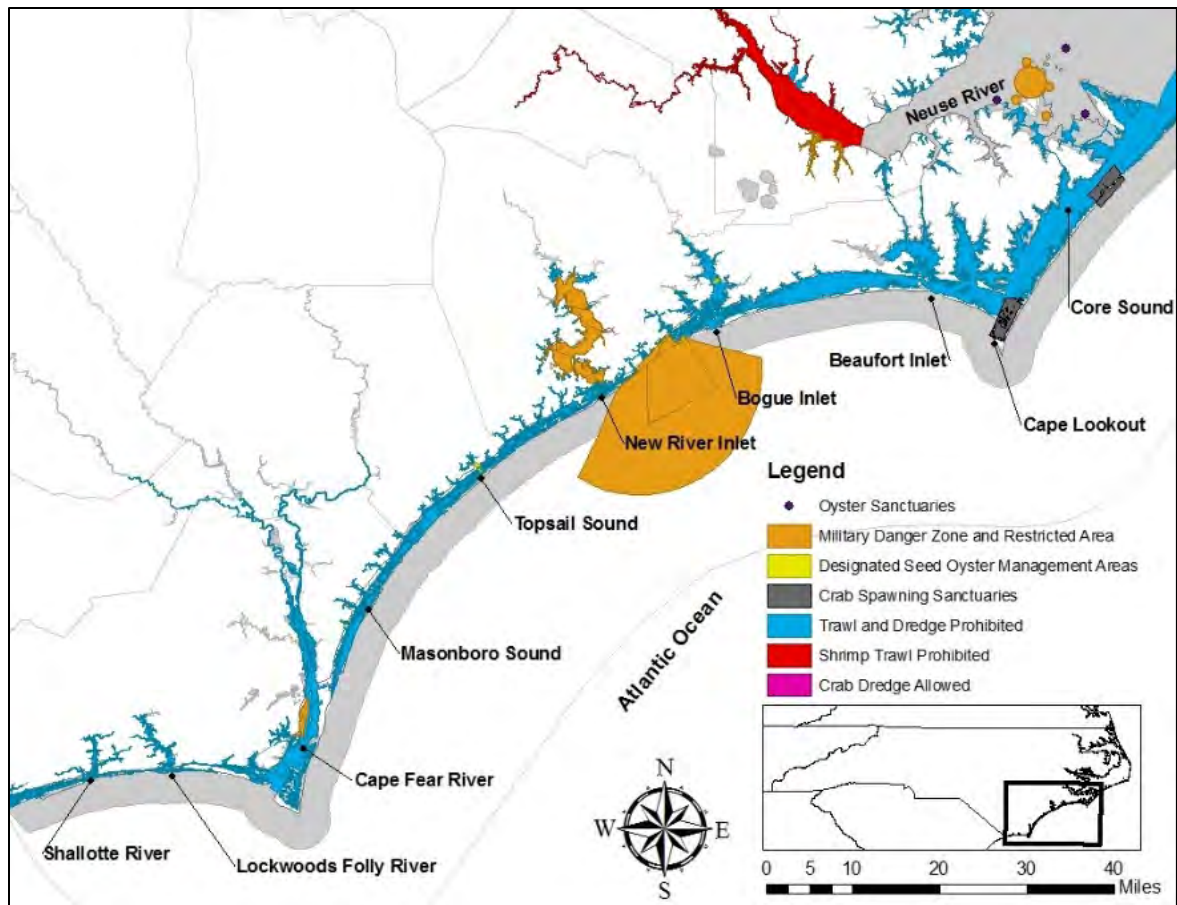 Neuse River
Core Sound
Beaufort Inlet
Cape Lookout
Bogue Inlet
New River Inlet
Topsail Sound
Masonboro Sound
Cape Fear River
Shallotte River
Lockwoods Folly River
Atlantic Ocean
Legend
Oyster Sanctuaries
Military Danger Zone and Restricted Area
Designated Seed Oyster Management Areas
Crab Spawning Sanctuaries
Trawl and Dredge Prohibited
Shrimp Trawl Prohibited
Crab Dredge Allowed
N
W E
S
0 5 10 20 30 40
Miles